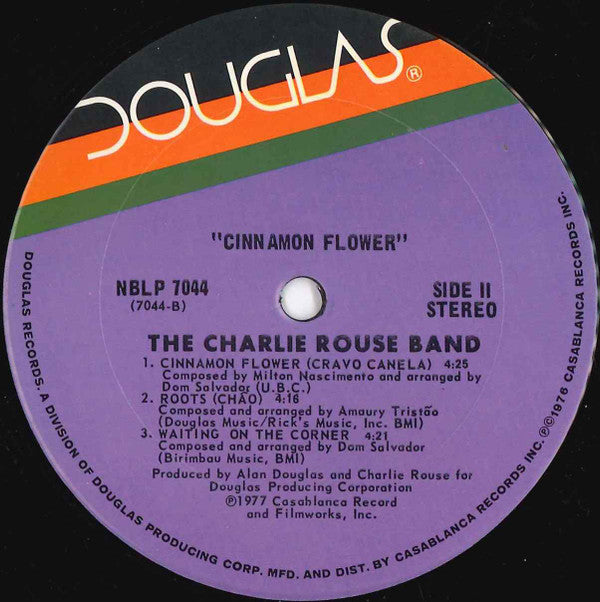 DOUGLAS®
"CINNAMON FLOWER"
NBLP 7044
(7044-B)
SIDE II
STEREO
THE CHARLIE ROUSE BAND
1. CINNAMON FLOWER (CRAVO CANELA) 4:25
Composed by Milton Nascimento and arranged by
Dom Salvador (U.B.C.)
2. ROOTS (CHÃO) 4:16
Composed and arranged by Amaury Tristão
(Douglas Music/Rick's Music, Inc. BMI)
3. WAITING ON THE CORNER 4:21
Composed and arranged by Dom Salvador
(Birimbau Music, BMI)
Produced by Alan Douglas and Charlie Rouse for
Douglas Producing Corporation
℗1977 Casablanca Record
and Filmworks, Inc.
DOUGLAS RECORDS. A DIVISION OF DOUGLAS PRODUCING CORP. MFD. AND DIST. BY CASABLANCA RECORDS INC. ℗©1976 CASABLANCA RECORDS INC.